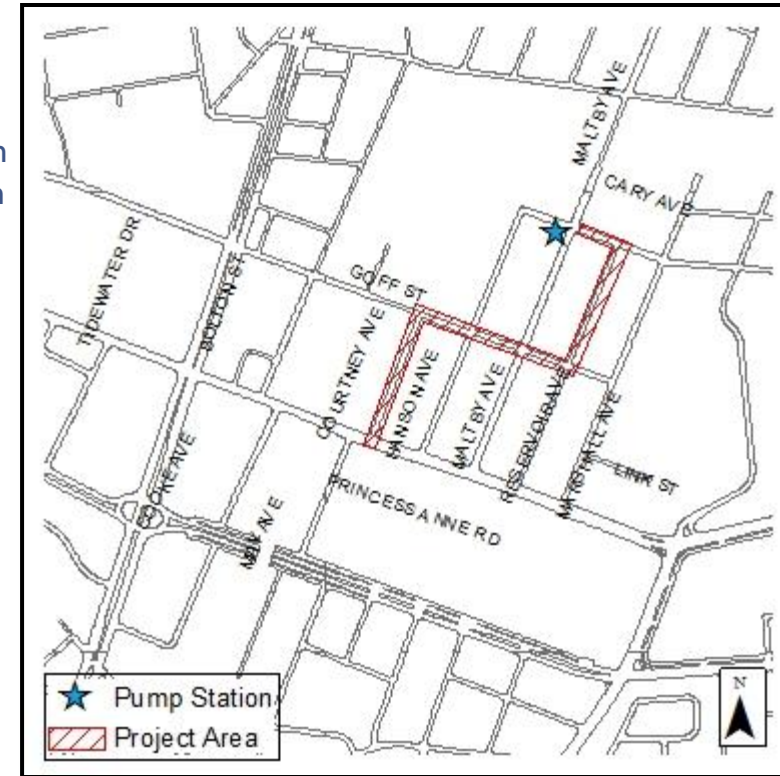 n
n
MALTBY AVE
CARY AVE
TIDEWATER DR
BOLTON ST
GOFF ST
COURTNEY AVE
HANSON AVE
MALTBY AVE
RESERVOIR AVE
MARSHALL AVE
LINK ST
PRINCESS ANNE RD
MAY AVE
N
Pump Station
Project Area